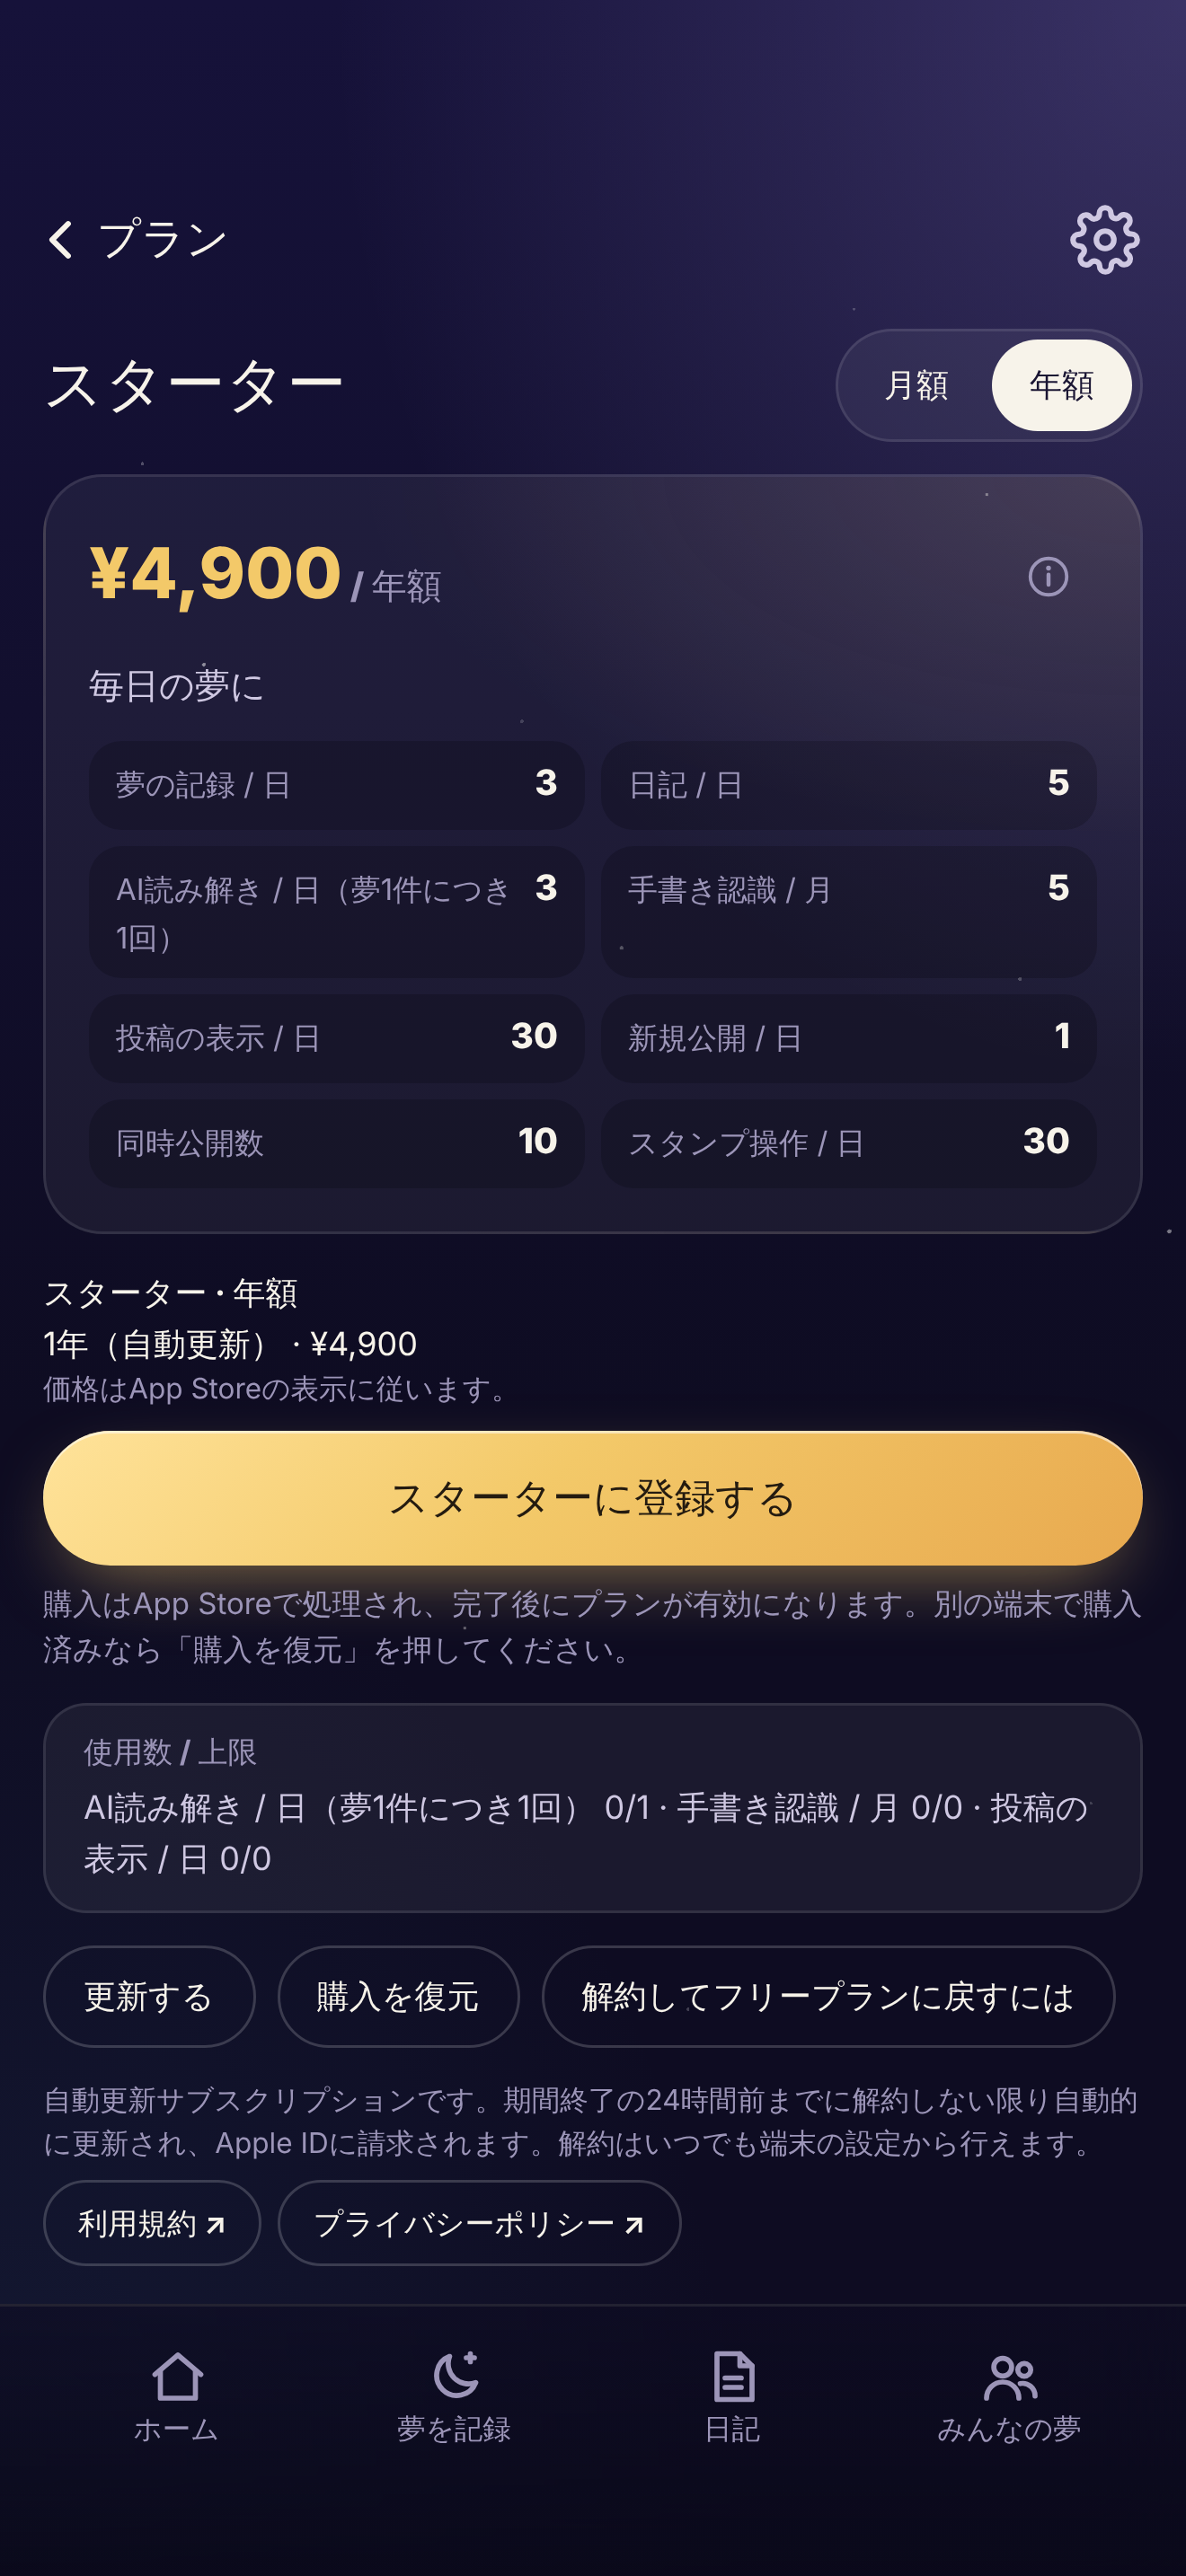 プラン
スターター
月額 年額
¥4,900 / 年額
毎日の夢に
夢の記録 / 日 3
日記 / 日 5
AI読み解き / 日（夢1件につき 3
1回）
手書き認識 / 月 5
投稿の表示 / 日 30
新規公開 / 日 1
同時公開数 10
スタンプ操作 / 日 30
スターター · 年額
1年（自動更新） · ¥4,900
価格はApp Storeの表示に従います。
スターターに登録する
購入はApp Storeで処理され、完了後にプランが有効になります。別の端末で購入
済みなら「購入を復元」を押してください。
使用数 / 上限
AI読み解き / 日（夢1件につき1回） 0/1 · 手書き認識 / 月 0/0 · 投稿の
表示 / 日 0/0
更新する 購入を復元 解約してフリープランに戻すには
自動更新サブスクリプションです。期間終了の24時間前までに解約しない限り自動的
に更新され、Apple IDに請求されます。解約はいつでも端末の設定から行えます。
利用規約 ↗ プライバシーポリシー ↗
ホーム 夢を記録 日記 みんなの夢